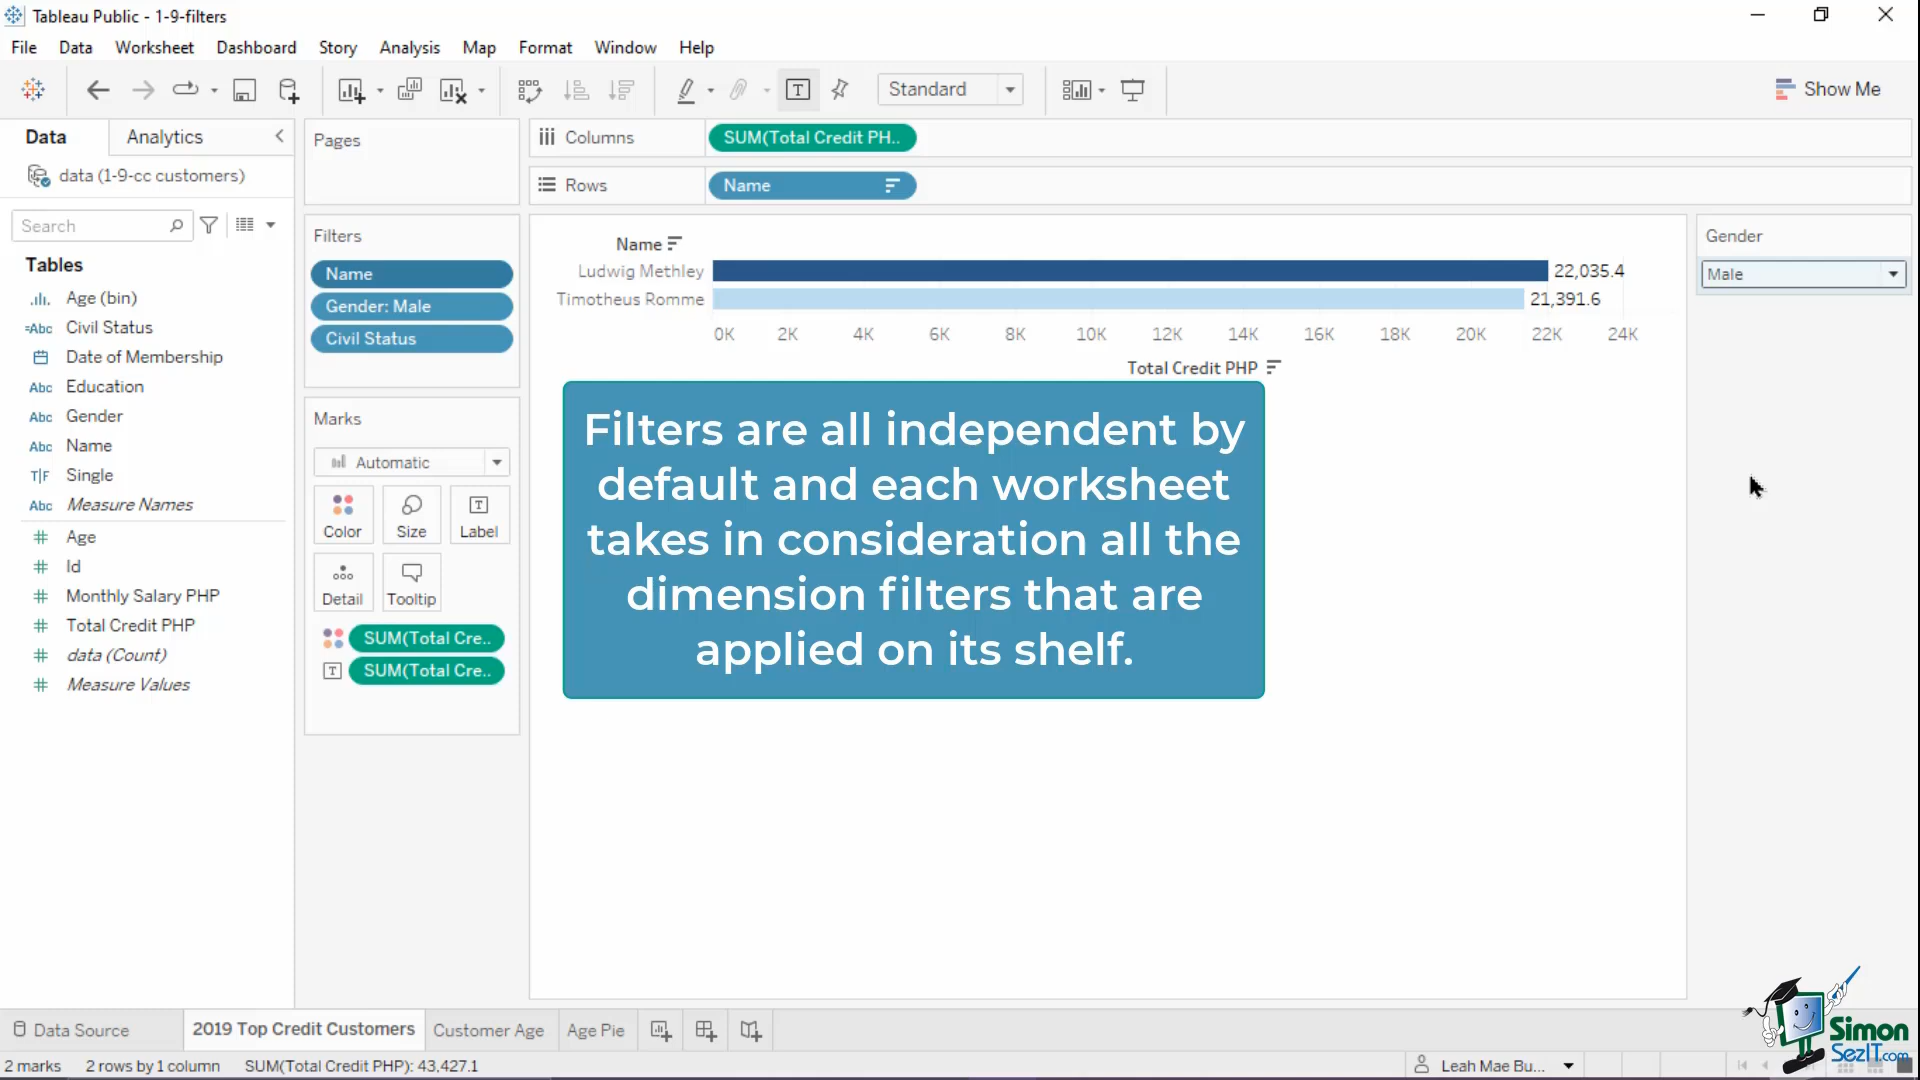 Tableau Public - 1-9-filters
File Data Worksheet Dashboard Story Analysis Map Format Window Help
Standard
Show Me
Data Analytics
data (1-9-cc customers)
Search
Tables
Age (bin)
=Abc Civil Status
Date of Membership
Abc Education
Abc Gender
Abc Name
T|F Single
Abc Measure Names
# Age
# Id
# Monthly Salary PHP
# Total Credit PHP
# data (Count)
# Measure Values
Pages
Filters
Name
Gender: Male
Civil Status
Marks
Automatic
Color Size Label
Detail Tooltip
SUM(Total Cre..
SUM(Total Cre..
Columns SUM(Total Credit PH..
Rows Name
Name
Ludwig Methley 22,035.4
Timotheus Romme 21,391.6
0K 2K 4K 6K 8K 10K 12K 14K 16K 18K 20K 22K 24K
Total Credit PHP
Filters are all independent by
default and each worksheet
takes in consideration all the
dimension filters that are
applied on its shelf.
Gender
Male
Data Source 2019 Top Credit Customers Customer Age Age Pie
2 marks 2 rows by 1 column SUM(Total Credit PHP): 43,427.1
Leah Mae Bu...
Simon
SezIT.com